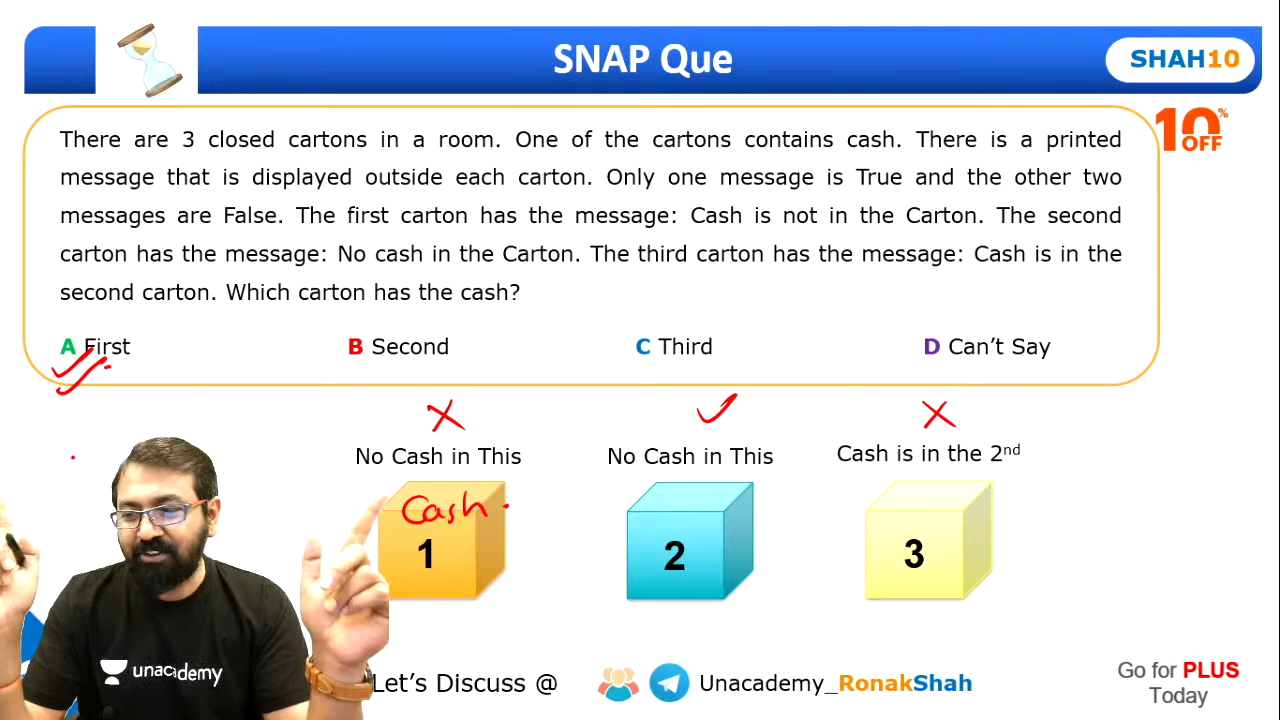 SNAP Que
SHAH10
10%
OFF
There are 3 closed cartons in a room. One of the cartons contains cash. There is a printed
message that is displayed outside each carton. Only one message is True and the other two
messages are False. The first carton has the message: Cash is not in the Carton. The second
carton has the message: No cash in the Carton. The third carton has the message: Cash is in the
second carton. Which carton has the cash?
A First
B Second
C Third
D Can’t Say
No Cash in This
No Cash in This
Cash is in the 2nd
Cash
1
2
3
unacademy
Let’s Discuss @
Unacademy_RonakShah
Go for PLUS
Today